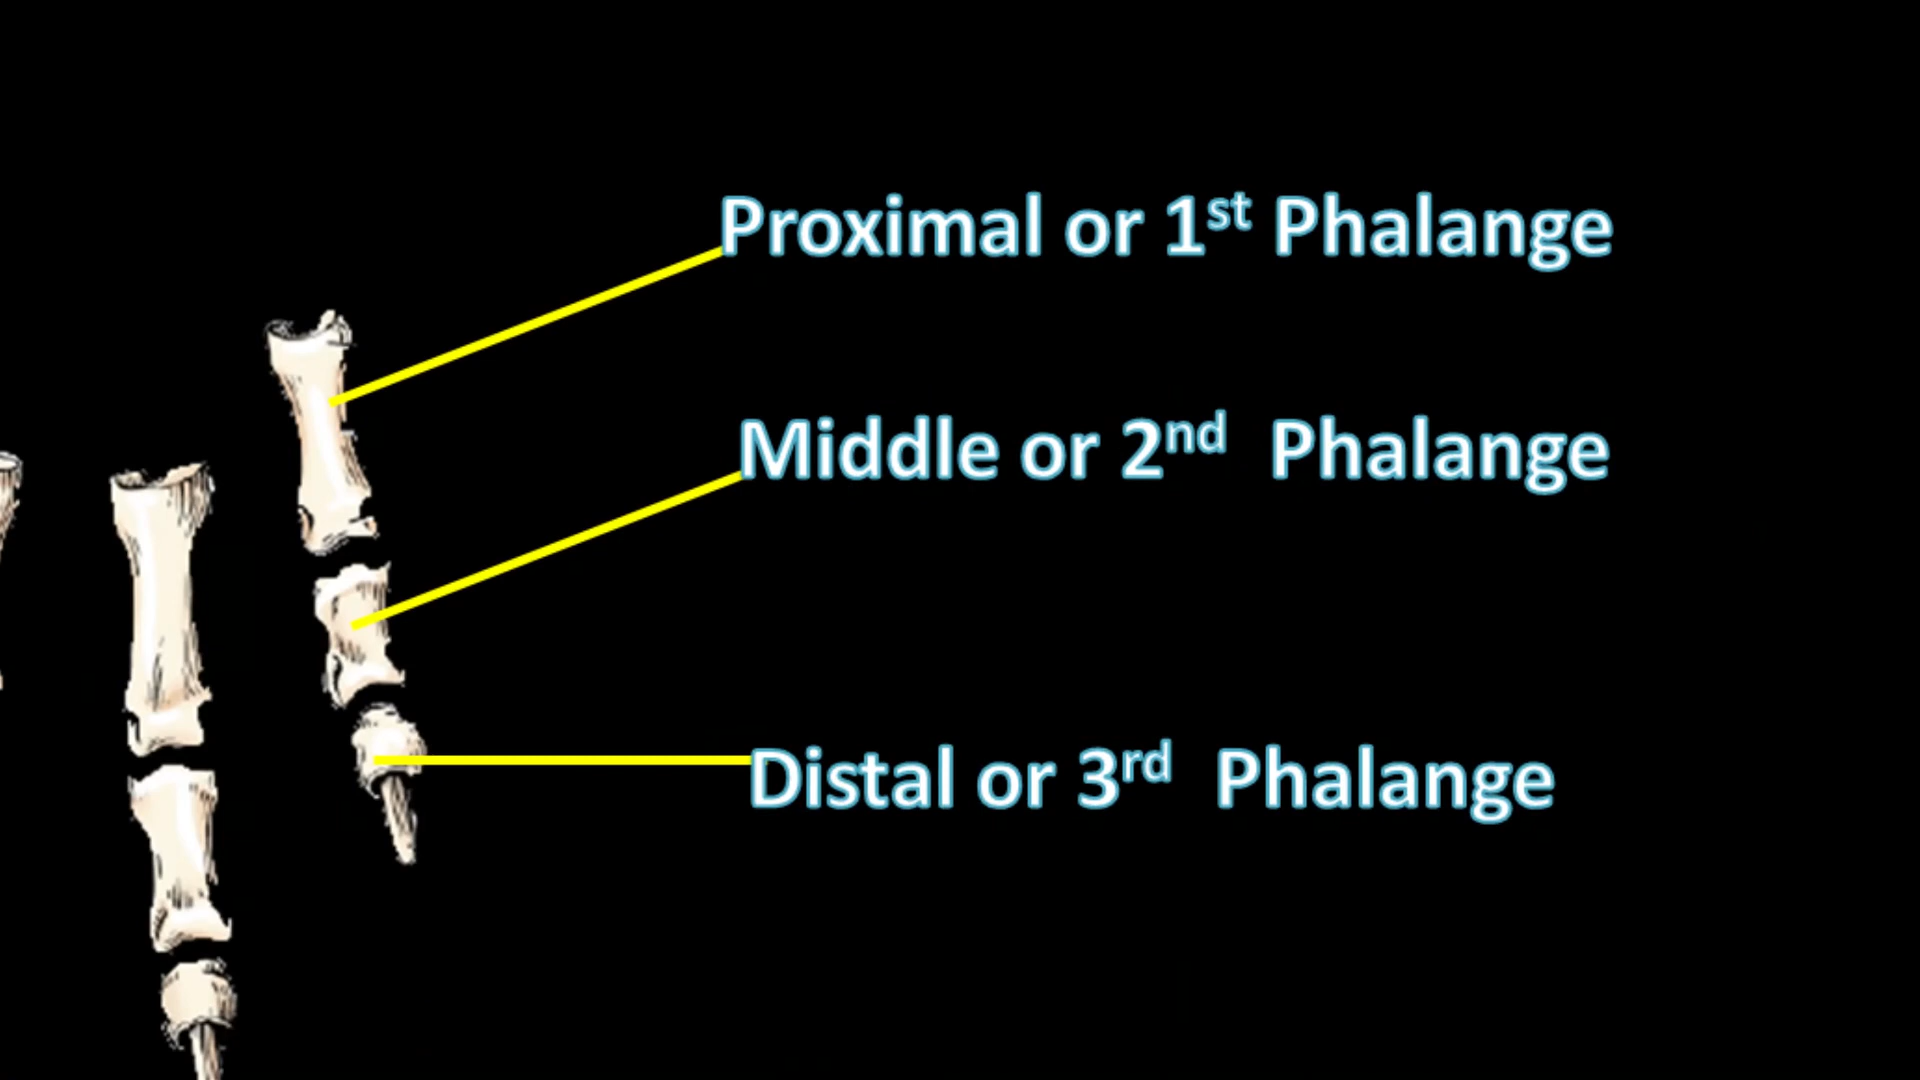 Proximal or 1st Phalange
Middle or 2nd Phalange
Distal or 3rd Phalange